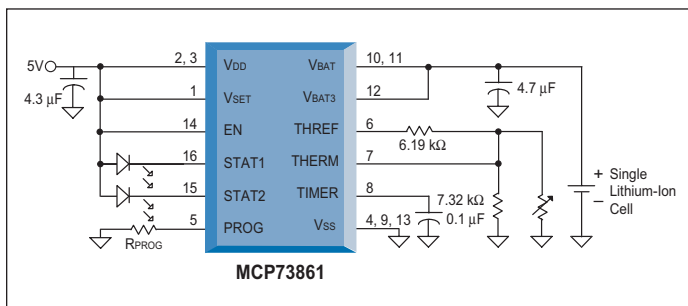 5V
4.3 µF
2, 3
1
14
16
15
5
RPROG
VDD
VSET
EN
STAT1
STAT2
PROG
VBAT
VBAT3
THREF
THERM
TIMER
VSS
10, 11
12
6
7
8
4, 9, 13
4.7 µF
6.19 kΩ
7.32 kΩ
0.1 µF
+ Single
– Lithium-Ion
Cell
MCP73861